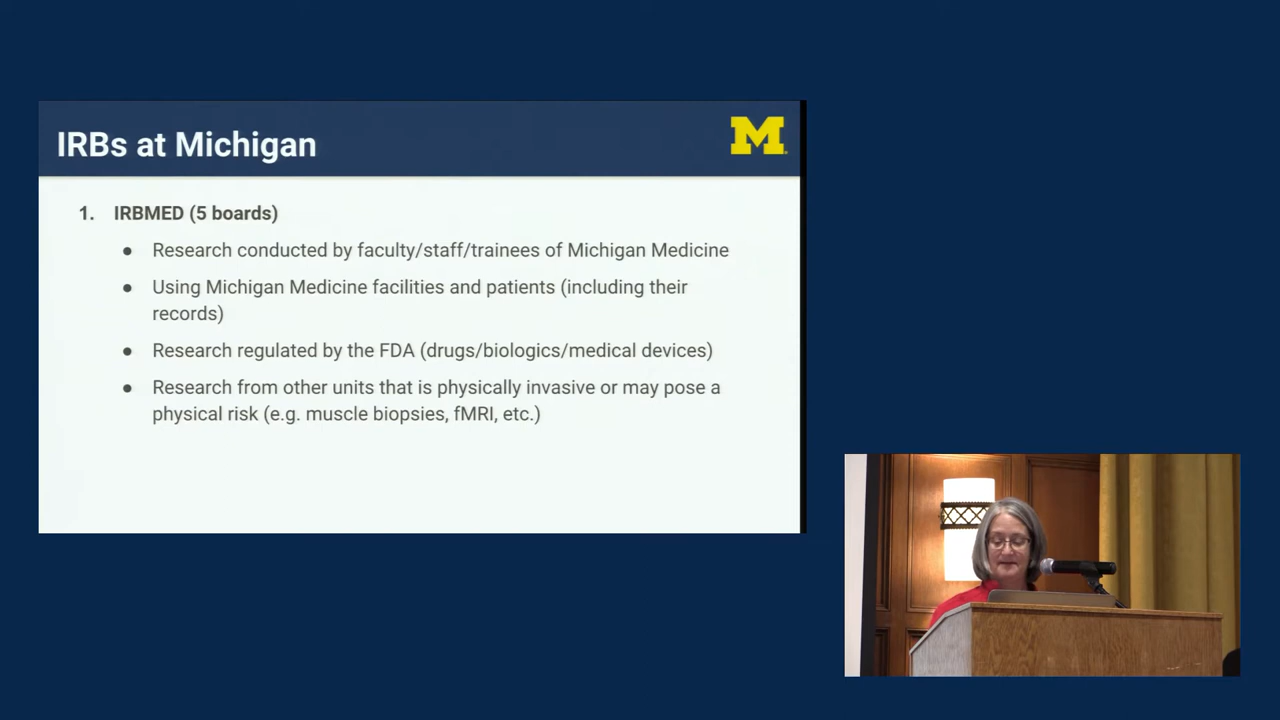 IRBs at Michigan
M
1. IRBMED (5 boards)
● Research conducted by faculty/staff/trainees of Michigan Medicine
● Using Michigan Medicine facilities and patients (including their
records)
● Research regulated by the FDA (drugs/biologics/medical devices)
● Research from other units that is physically invasive or may pose a
physical risk (e.g. muscle biopsies, fMRI, etc.)